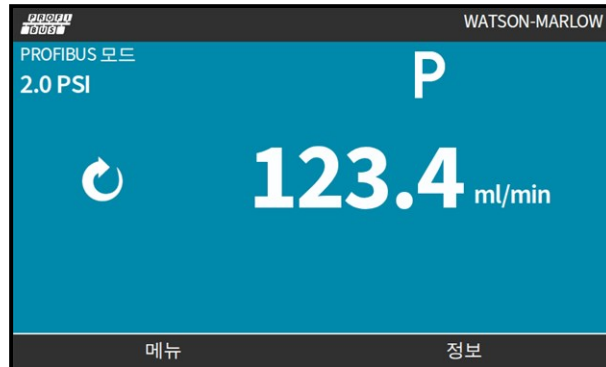 PROFI
BUS
WATSON-MARLOW
PROFIBUS 모드
2.0 PSI
P
123.4 ml/min
메뉴
정보